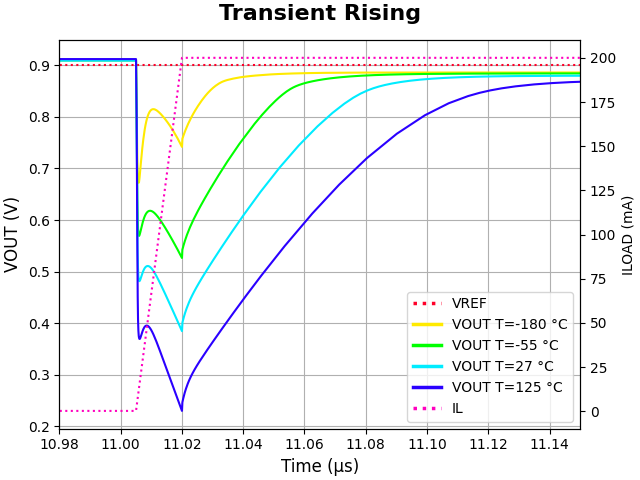 Transient Rising
VOUT (V)
0.9
0.8
0.7
0.6
0.5
0.4
0.3
0.2
200
175
150
125
100
75
50
25
0
ILOAD (mA)
VREF
VOUT T=-180 °C
VOUT T=-55 °C
VOUT T=27 °C
VOUT T=125 °C
IL
10.98 11.00 11.02 11.04 11.06 11.08 11.10 11.12 11.14
Time (μs)